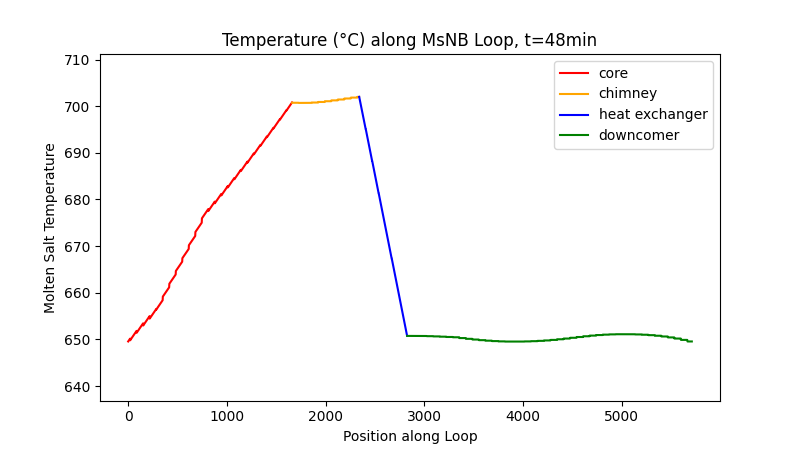 Temperature (°C) along MsNB Loop, t=48min
710
700
690
680
670
660
650
640
Molten Salt Temperature
core
chimney
heat exchanger
downcomer
0
1000
2000
3000
4000
5000
Position along Loop